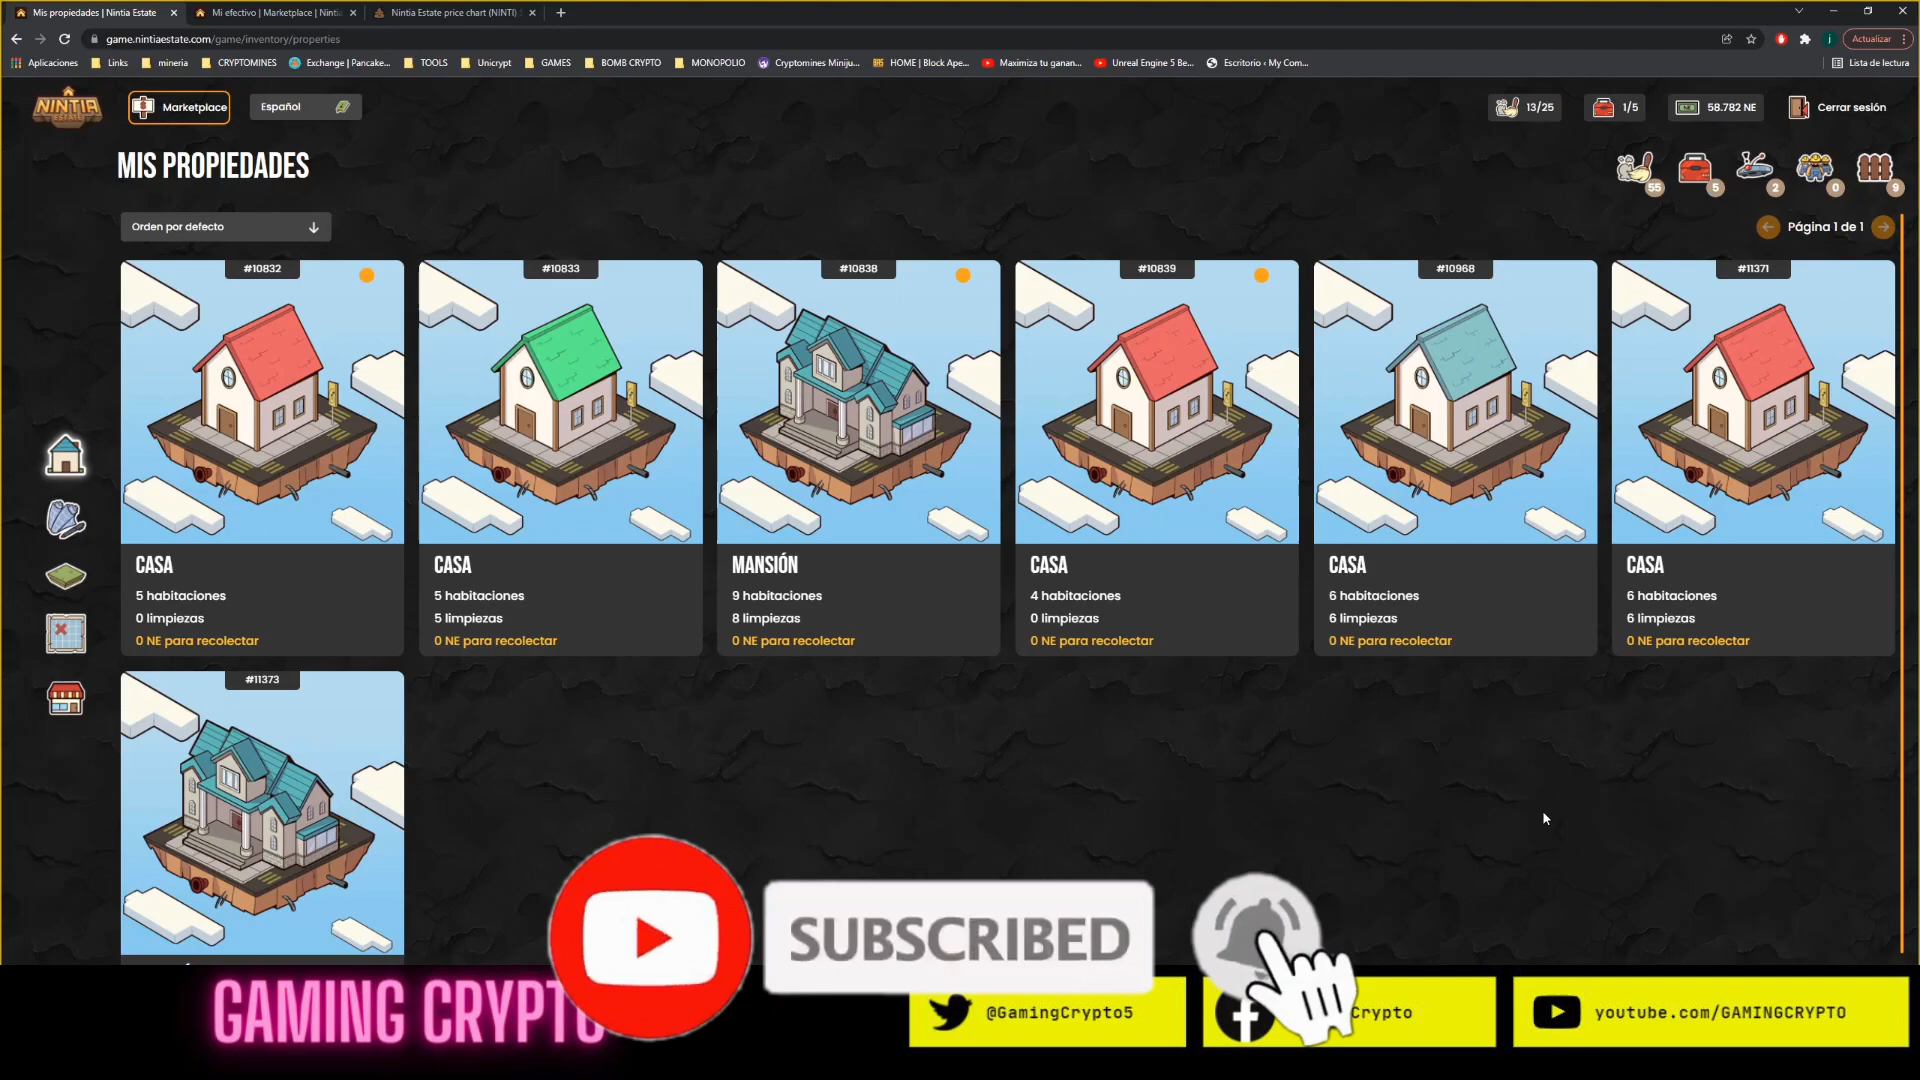 Mis propiedades | Nintia Estate
Mi efectivo | Marketplace | Nintia
Nintia Estate price chart (NINTI)
game.nintiaestate.com/game/inventory/properties
j
Actualizar
Aplicaciones
Links
mineria
CRYPTOMINES
Exchange | Pancake...
TOOLS
Unicrypt
GAMES
BOMB CRYPTO
MONOPOLIO
Cryptomines Miniju...
HOME | Block Ape...
Maximiza tu ganan...
Unreal Engine 5 Be...
Escritorio ‹ My Com...
Lista de lectura
NINTIA
ESTATE
Marketplace
Español
13/25
1/5
58.782 NE
Cerrar sesión
MIS PROPIEDADES
55
5
2
0
9
Orden por defecto
Página 1 de 1
#10832
CASA
5 habitaciones
0 limpiezas
0 NE para recolectar
#10833
CASA
5 habitaciones
5 limpiezas
0 NE para recolectar
#10838
MANSIÓN
9 habitaciones
8 limpiezas
0 NE para recolectar
#10839
CASA
4 habitaciones
0 limpiezas
0 NE para recolectar
#10968
CASA
6 habitaciones
6 limpiezas
0 NE para recolectar
#11371
CASA
6 habitaciones
6 limpiezas
0 NE para recolectar
#11373
SUBSCRIBED
GAMING CRYPTO
@GamingCrypto5
Crypto
youtube.com/GAMINGCRYPTO